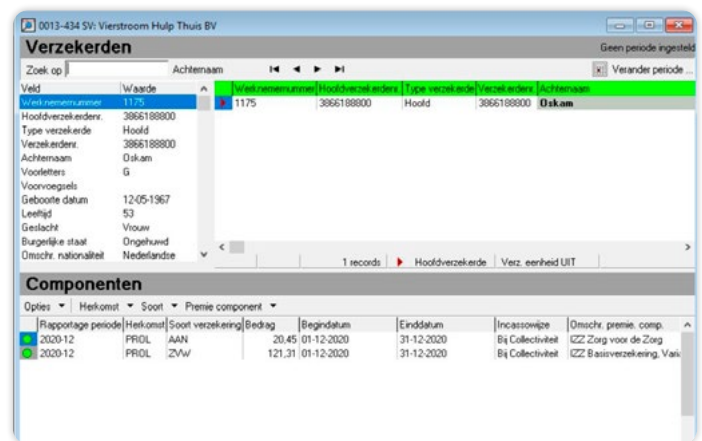 0013-434 SV: Vierstroom Hulp Thuis BV
Verzekerden
Geen periode ingesteld
Zoek op Achternaam Verander periode ...
Veld Waarde
Werknemernummer 1175
Hoofdverzekerdenr. 3866188800
Type verzekerde Hoofd
Verzekerdenr. 3866188800
Achternaam Oskam
Voorletters G
Voorvoegsels
Geboorte datum 12-05-1967
Leeftijd 53
Geslacht Vrouw
Burgerlijke staat Ongehuwd
Omschr. nationaliteit Nederlandse
Werknemernummer Hoofdverzekerdenr. Type verzekerde Verzekerdenr. Achternaam
1175 3866188800 Hoofd 3866188800 Oskam
1 records Hoofdverzekerde Verz. eenheid UIT
Componenten
Opties Herkomst Soort Premie component
Rapportage periode Herkomst Soort verzekering Bedrag Begindatum Einddatum Incassowijze Omschr. premie. comp.
2020-12 PROL AAN 20,45 01-12-2020 31-12-2020 Bij Collectiviteit IZZ Zorg voor de Zorg
2020-12 PROL ZVW 121,31 01-12-2020 31-12-2020 Bij Collectiviteit IZZ Basisverzekering, Varia